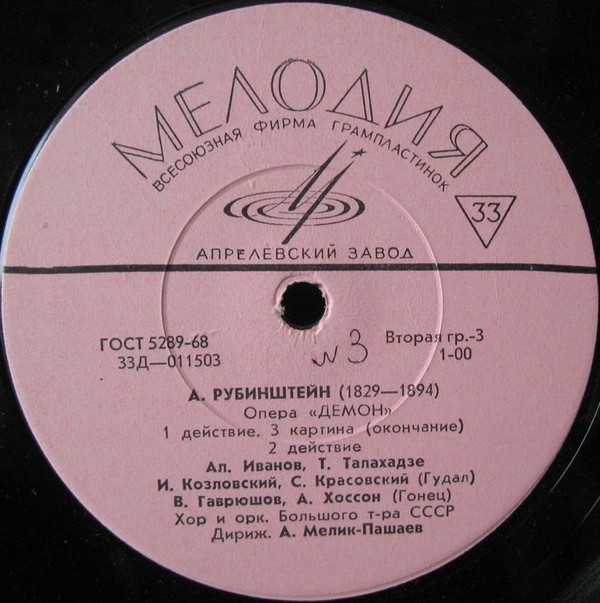 МЕЛОДИЯ
ВСЕСОЮЗНАЯ ФИРМА ГРАМПЛАСТИНОК
33
АПРЕЛЕВСКИЙ ЗАВОД
ГОСТ 5289-68
33Д—011503
№3
Вторая гр.-3
1-00
А. РУБИНШТЕЙН (1829—1894)
Опера «ДЕМОН»
1 действие. 3 картина (окончание)
2 действие
Ал. Иванов, Т. Талахадзе
И. Козловский, С. Красовский (Гудал)
В. Гаврюшов, А. Хоссон (Гонец)
Хор и орк. Большого т-ра СССР
Дириж. А. Мелик-Пашаев